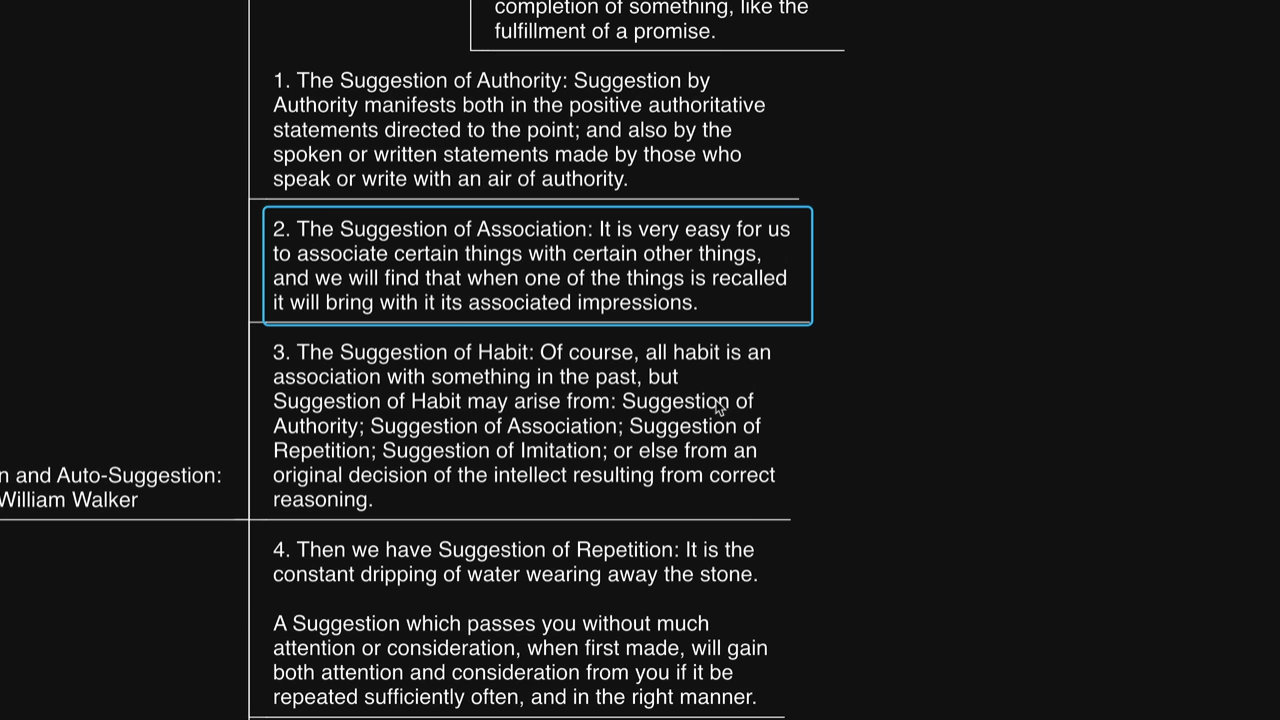 completion of something, like the
fulfillment of a promise.
1. The Suggestion of Authority: Suggestion by
Authority manifests both in the positive authoritative
statements directed to the point; and also by the
spoken or written statements made by those who
speak or write with an air of authority.
2. The Suggestion of Association: It is very easy for us
to associate certain things with certain other things,
and we will find that when one of the things is recalled
it will bring with it its associated impressions.
3. The Suggestion of Habit: Of course, all habit is an
association with something in the past, but
Suggestion of Habit may arise from: Suggestion of
Authority; Suggestion of Association; Suggestion of
Repetition; Suggestion of Imitation; or else from an
original decision of the intellect resulting from correct
reasoning.
n and Auto-Suggestion:
William Walker
4. Then we have Suggestion of Repetition: It is the
constant dripping of water wearing away the stone.
A Suggestion which passes you without much
attention or consideration, when first made, will gain
both attention and consideration from you if it be
repeated sufficiently often, and in the right manner.